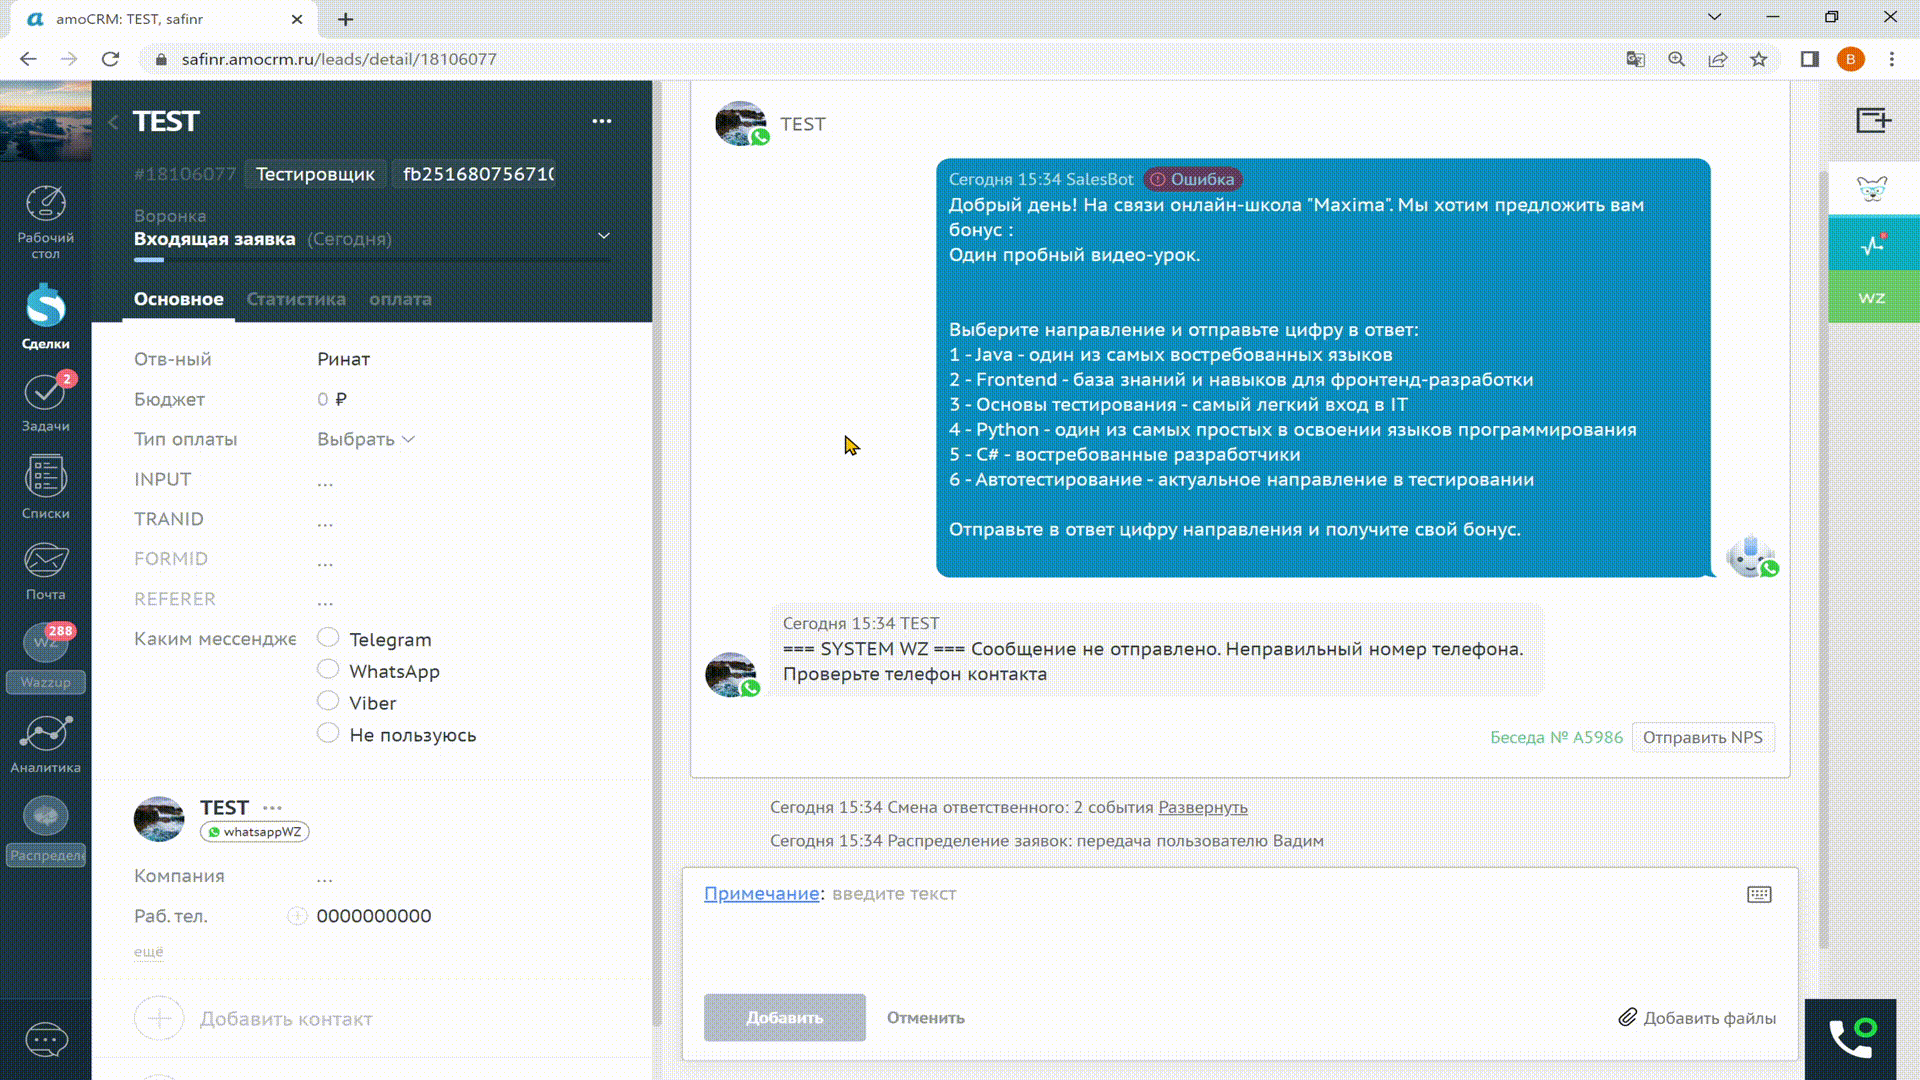 amoCRM: TEST, safinr
safinr.amocrm.ru/leads/detail/18106077
B
Рабочий
стол
Сделки
2
Задачи
Списки
Почта
288
WZ
Wazzup
Аналитика
Распредел
TEST
#18106077 Тестировщик fb25168075671
Воронка
Входящая заявка (Сегодня)
Основное Статистика оплата
Отв-ный Ринат
Бюджет 0 ₽
Тип оплаты Выбрать
INPUT ...
TRANID ...
FORMID ...
REFERER ...
Каким мессендже
Telegram
WhatsApp
Viber
Не пользуюсь
TEST
whatsappWZ
Компания ...
Раб. тел. 0000000000
ещё
Добавить контакт
TEST
Сегодня 15:34 SalesBot Ошибка
Добрый день! На связи онлайн-школа "Maxima". Мы хотим предложить вам
бонус :
Один пробный видео-урок.
Выберите направление и отправьте цифру в ответ:
1 - Java - один из самых востребованных языков
2 - Frontend - база знаний и навыков для фронтенд-разработки
3 - Основы тестирования - самый легкий вход в IT
4 - Python - один из самых простых в освоении языков программирования
5 - C# - востребованные разработчики
6 - Автотестирование - актуальное направление в тестировании
Отправьте в ответ цифру направления и получите свой бонус.
Сегодня 15:34 TEST
=== SYSTEM WZ === Сообщение не отправлено. Неправильный номер телефона.
Проверьте телефон контакта
Беседа № A5986 Отправить NPS
Сегодня 15:34 Смена ответственного: 2 события Развернуть
Сегодня 15:34 Распределение заявок: передача пользователю Вадим
Примечание: введите текст
Добавить Отменить Добавить файлы
WZ